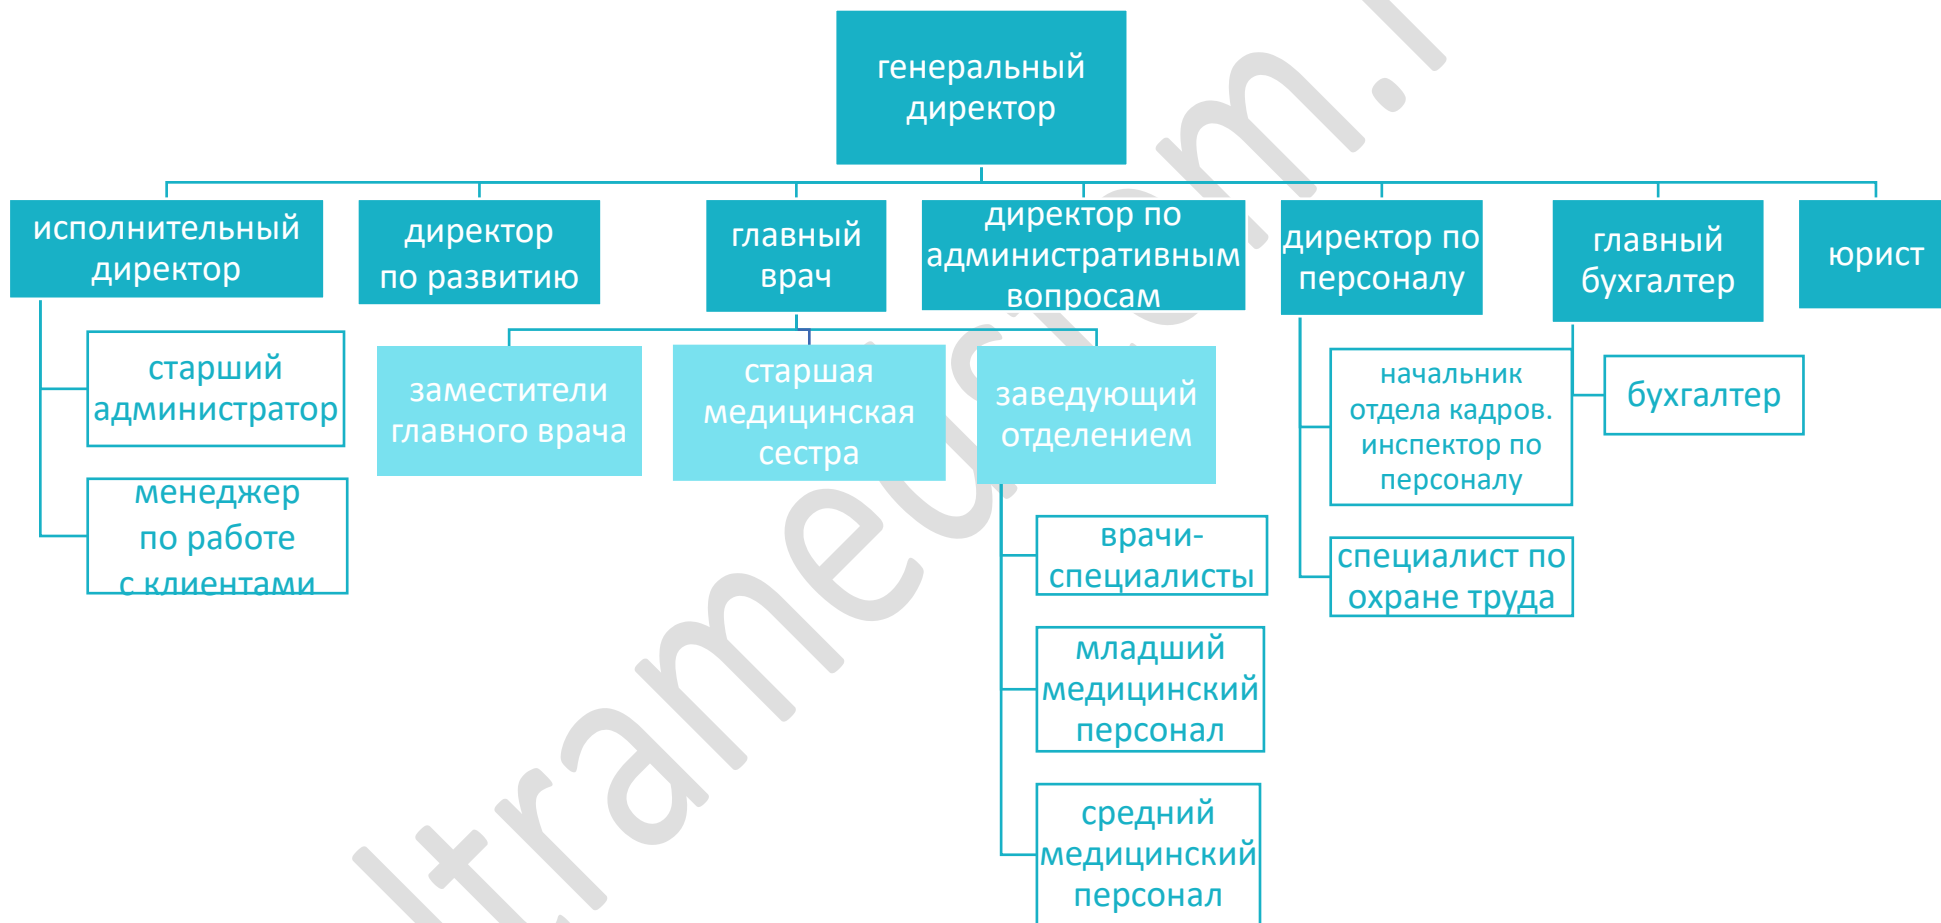 генеральный
директор
исполнительный
директор
директор
по развитию
главный
врач
директор по
административным
вопросам
директор по
персоналу
главный
бухгалтер
юрист
старший
администратор
менеджер
по работе
с клиентами
заместители
главного врача
старшая
медицинская
сестра
заведующий
отделением
врачи-
специалисты
младший
медицинский
персонал
средний
медицинский
персонал
начальник
отдела кадров.
инспектор по
персоналу
специалист по
охране труда
бухгалтер